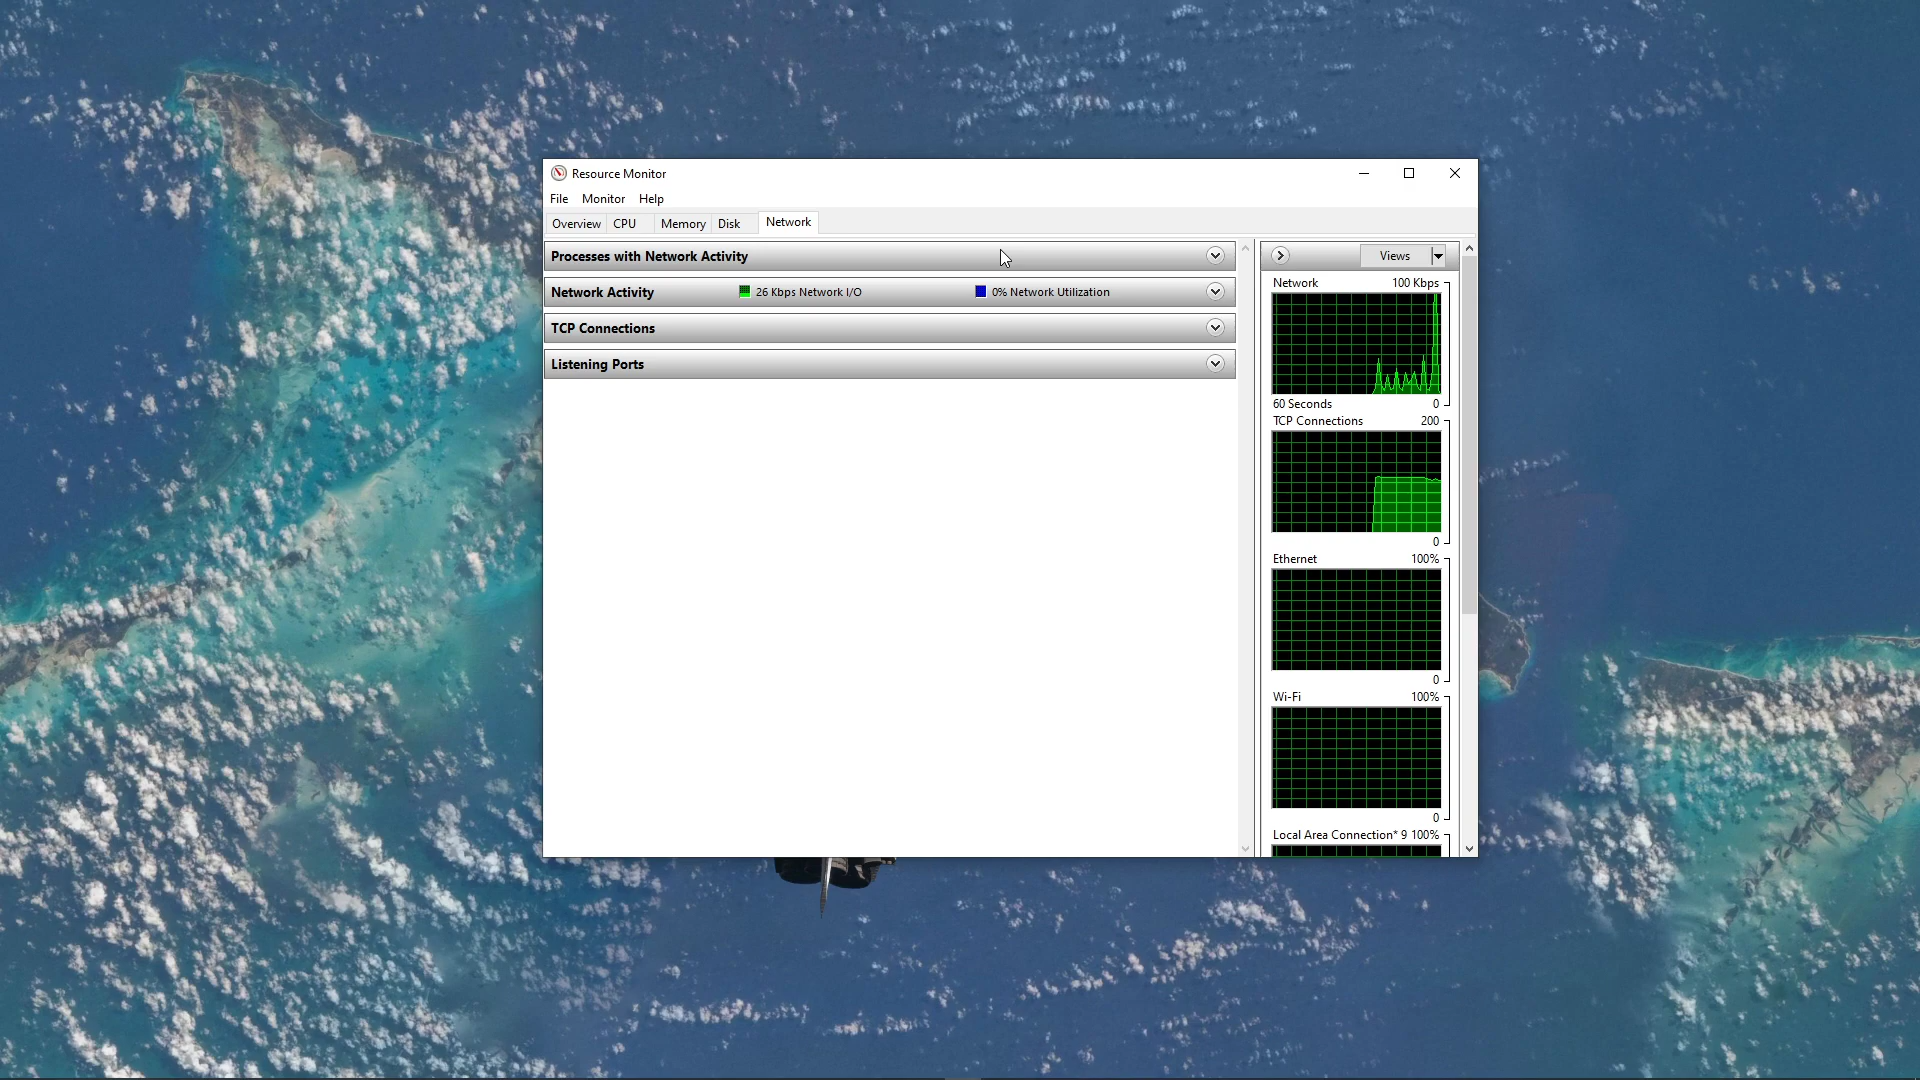 Resource Monitor
File Monitor Help
Overview CPU Memory Disk Network
Processes with Network Activity
Network Activity 26 Kbps Network I/O 0% Network Utilization
TCP Connections
Listening Ports
Views
Network 100 Kbps
60 Seconds 0
TCP Connections 200
0
Ethernet 100%
0
Wi-Fi 100%
0
Local Area Connection* 9 100%